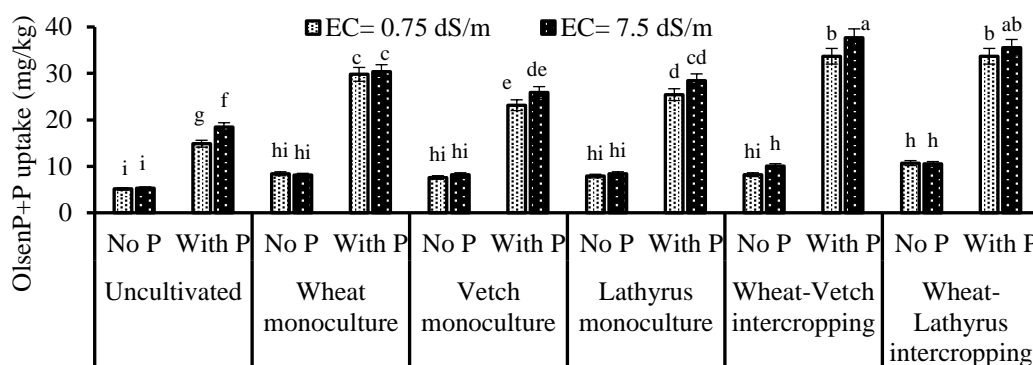 OlsenP+P uptake (mg/kg)
40
30
20
10
0
EC= 0.75 dS/m
EC= 7.5 dS/m
i i g f hi hi c c hi hi e de hi hi d cd hi h b a h h b ab
No P With P No P With P No P With P No P With P No P With P No P With P
Uncultivated
Wheat
monoculture
Vetch
monoculture
Lathyrus
monoculture
Wheat-Vetch
intercropping
Wheat-
Lathyrus
intercropping